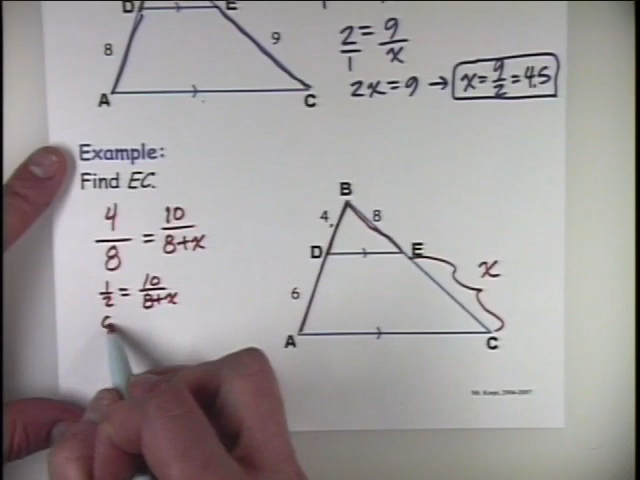 D E
8 9
A C
2/1 = 9/x
2x = 9 → x = 9/2 = 4.5
Example:
Find EC.
4/8 = 10/(8+x)
1/2 = 10/(8+x)
B
4 8
D E
x
6
A C